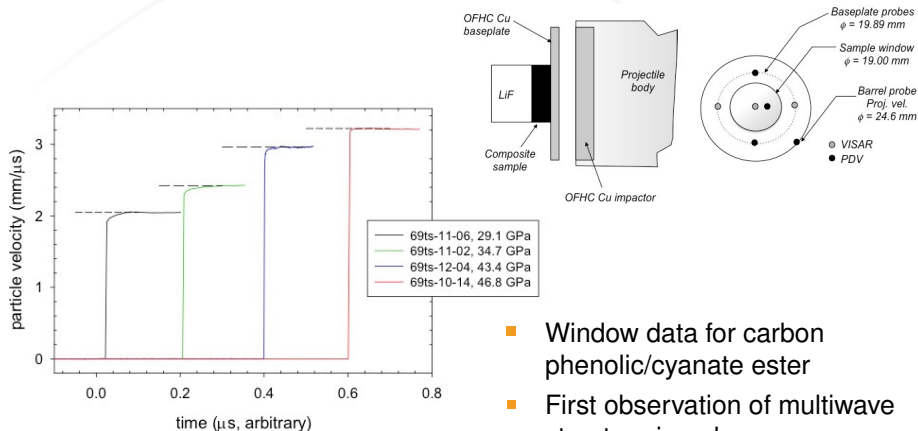 OFHC Cu
baseplate
LiF
Composite
sample
Projectile
body
OFHC Cu impactor
Baseplate probes
ϕ = 19.89 mm
Sample window
ϕ = 19.00 mm
Barrel probe
Proj. vel.
ϕ = 24.6 mm
VISAR
PDV
particle velocity (mm/μs)
3
2
1
0
0.0 0.2 0.4 0.6 0.8
time (μs, arbitrary)
69ts-11-06, 29.1 GPa
69ts-11-02, 34.7 GPa
69ts-12-04, 43.4 GPa
69ts-10-14, 46.8 GPa
Window data for carbon
phenolic/cyanate ester
First observation of multiwave